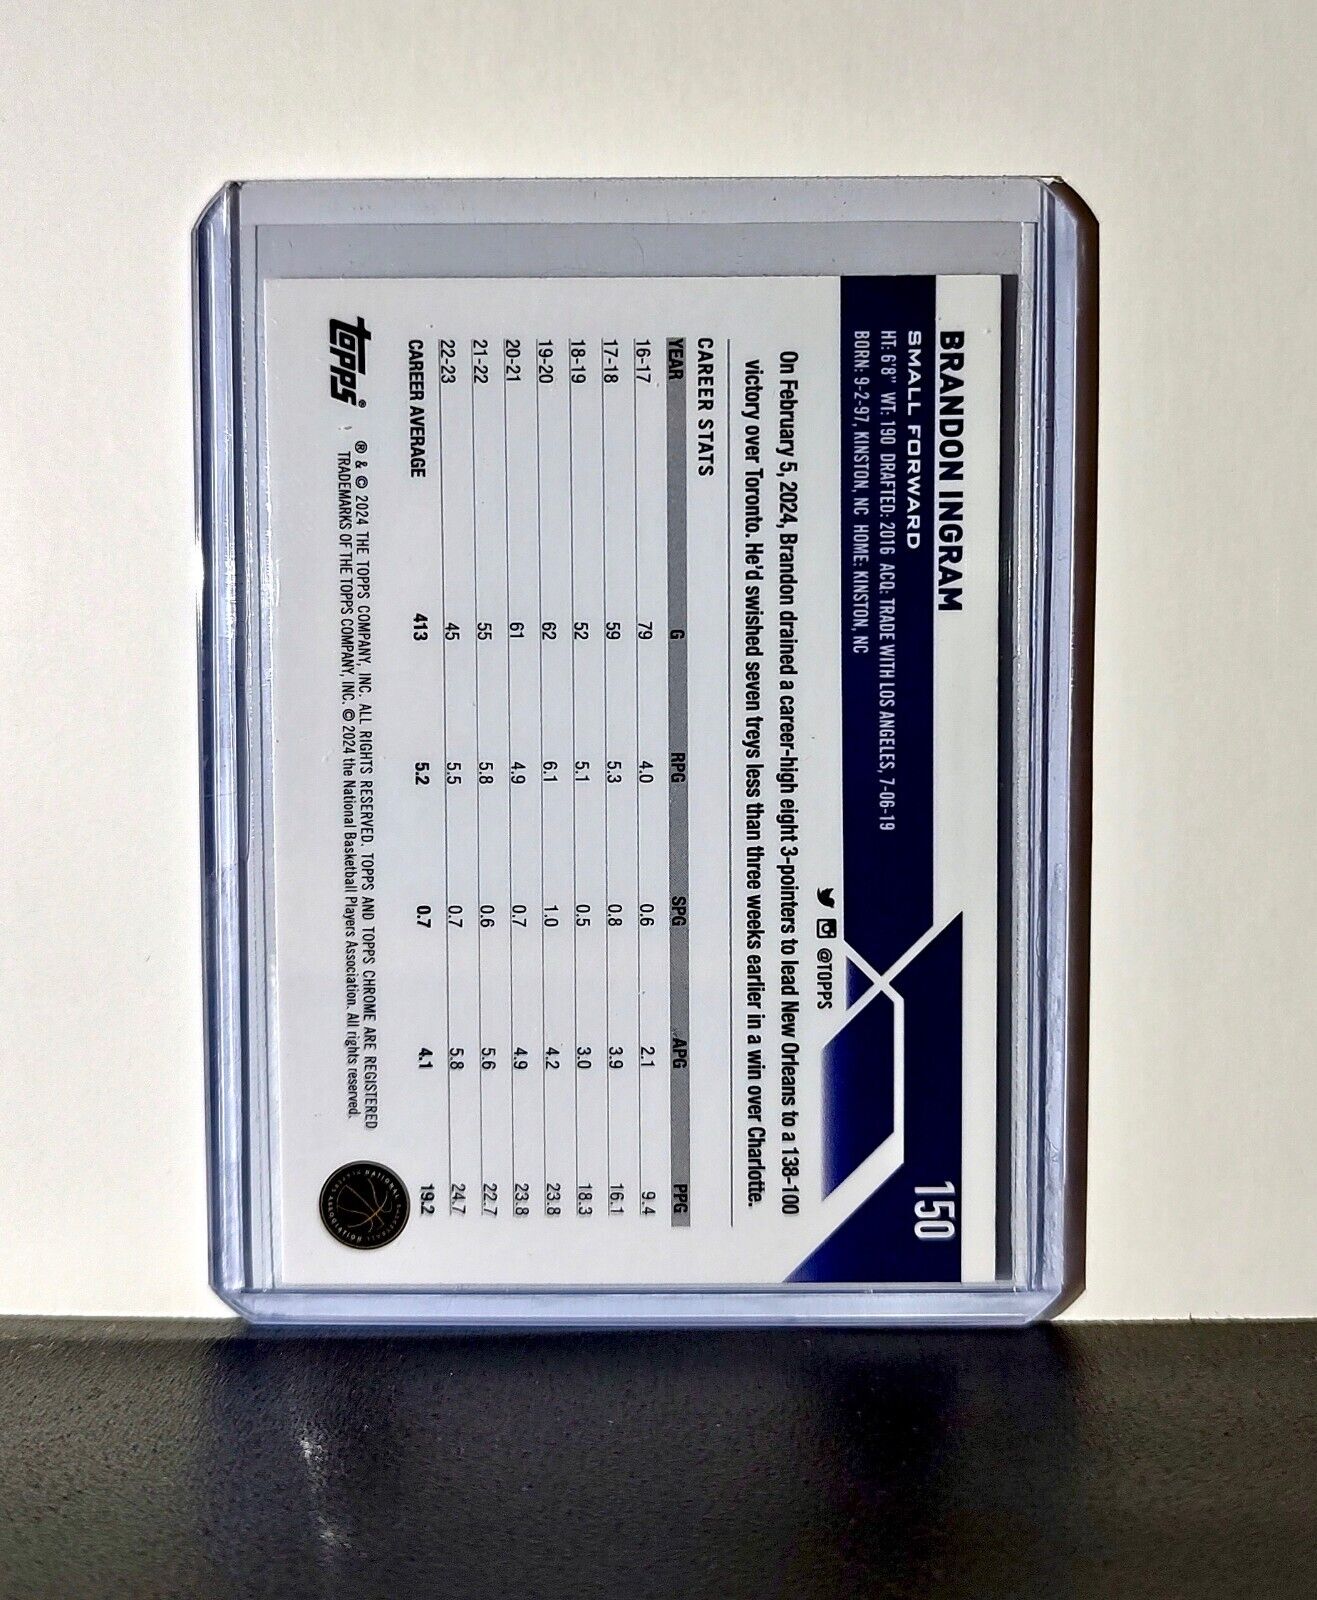 BRANDON INGRAM
150
SMALL FORWARD
HT: 6'8" WT: 190 DRAFTED: 2016 ACQ: TRADE WITH LOS ANGELES, 7-06-19
BORN: 9-2-97, KINSTON, NC HOME: KINSTON, NC
@TOPPS
On February 5, 2024, Brandon drained a career-high eight 3-pointers to lead New Orleans to a 138-100
victory over Toronto. He'd swished seven treys less than three weeks earlier in a win over Charlotte.
CAREER STATS
YEAR G RPG SPG APG PPG
16-17 79 4.0 0.6 2.1 9.4
17-18 59 5.3 0.8 3.9 16.1
18-19 52 5.1 0.5 3.0 18.3
19-20 62 6.1 1.0 4.2 23.8
20-21 61 4.9 0.7 4.9 23.8
21-22 55 5.8 0.6 5.6 22.7
22-23 45 5.5 0.7 5.8 24.7
CAREER AVERAGE 413 5.2 0.7 4.1 19.2
topps®
® & © 2024 THE TOPPS COMPANY, INC. ALL RIGHTS RESERVED. TOPPS AND TOPPS CHROME ARE REGISTERED
TRADEMARKS OF THE TOPPS COMPANY, INC. © 2024 the National Basketball Players Association. All rights reserved.